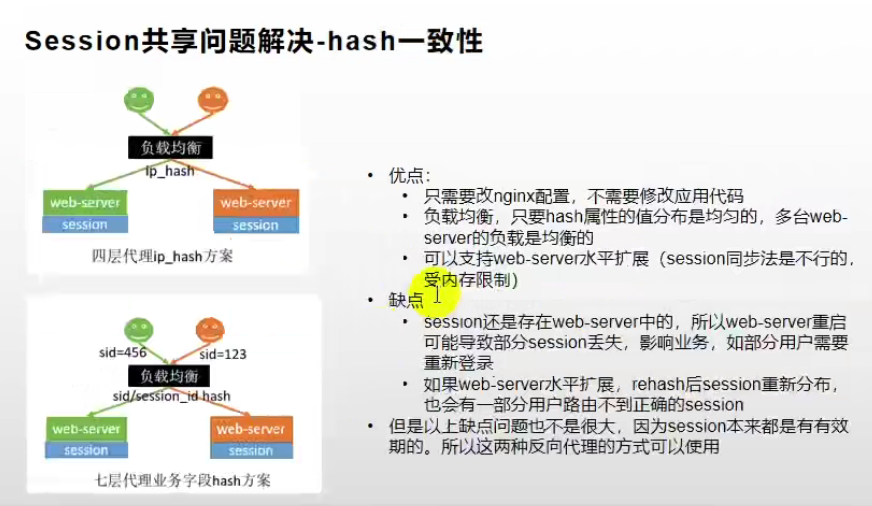 Session共享问题解决-hash一致性
负载均衡
ip_hash
web-server
web-server
session
session
四层代理ip_hash方案
sid=456
sid=123
负载均衡
sid/session_id hash
web-server
web-server
session
session
七层代理业务字段hash方案
• 优点：
• 只需要改nginx配置，不需要修改应用代码
• 负载均衡，只要hash属性的值分布是均匀的，多台web-
server的负载是均衡的
• 可以支持web-server水平扩展（session同步法是不行的，
受内存限制）
• 缺点
• session还是存在web-server中的，所以web-server重启
可能导致部分session丢失，影响业务，如部分用户需要
重新登录
• 如果web-server水平扩展，rehash后session重新分布，
也会有一部分用户路由不到正确的session
• 但是以上缺点问题也不是很大，因为session本来都是有有效
期的。所以这两种反向代理的方式可以使用